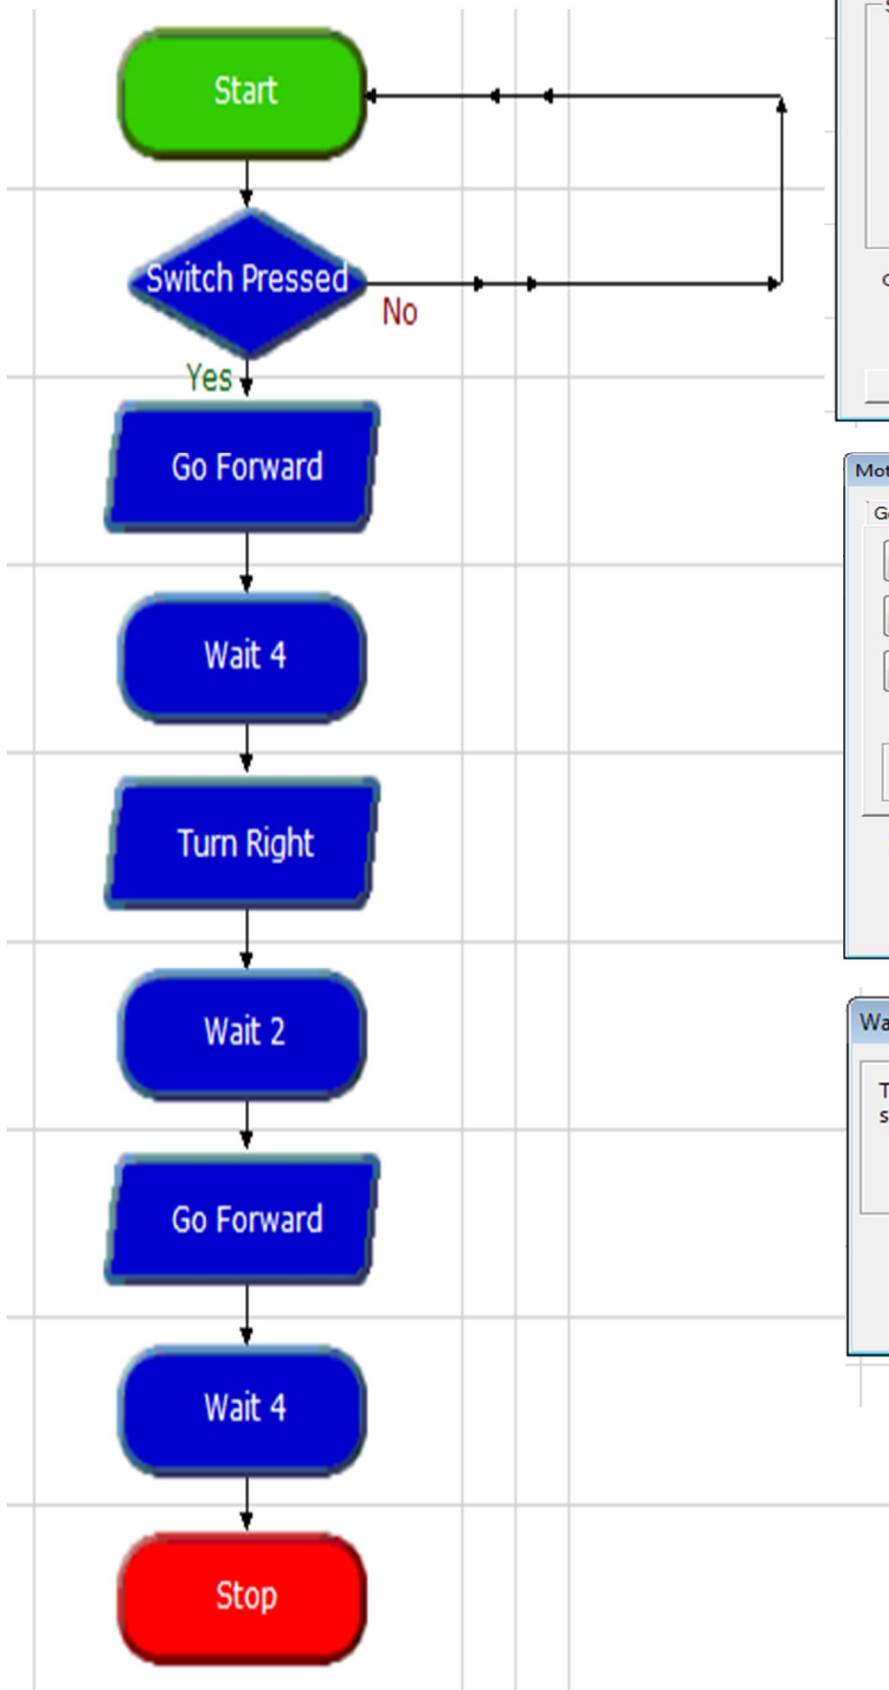 Start
Switch Pressed
No
Yes
Go Forward
Wait 4
Turn Right
Wait 2
Go Forward
Wait 4
Stop